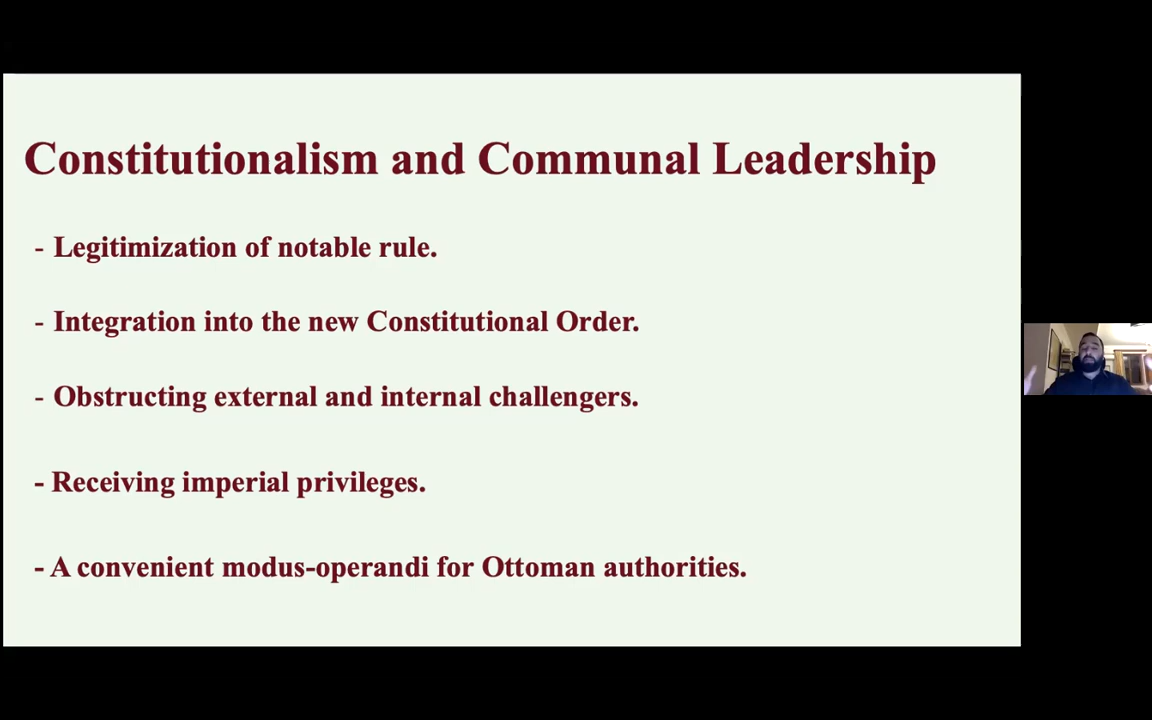 Constitutionalism and Communal Leadership
- Legitimization of notable rule.
- Integration into the new Constitutional Order.
- Obstructing external and internal challengers.
- Receiving imperial privileges.
- A convenient modus-operandi for Ottoman authorities.